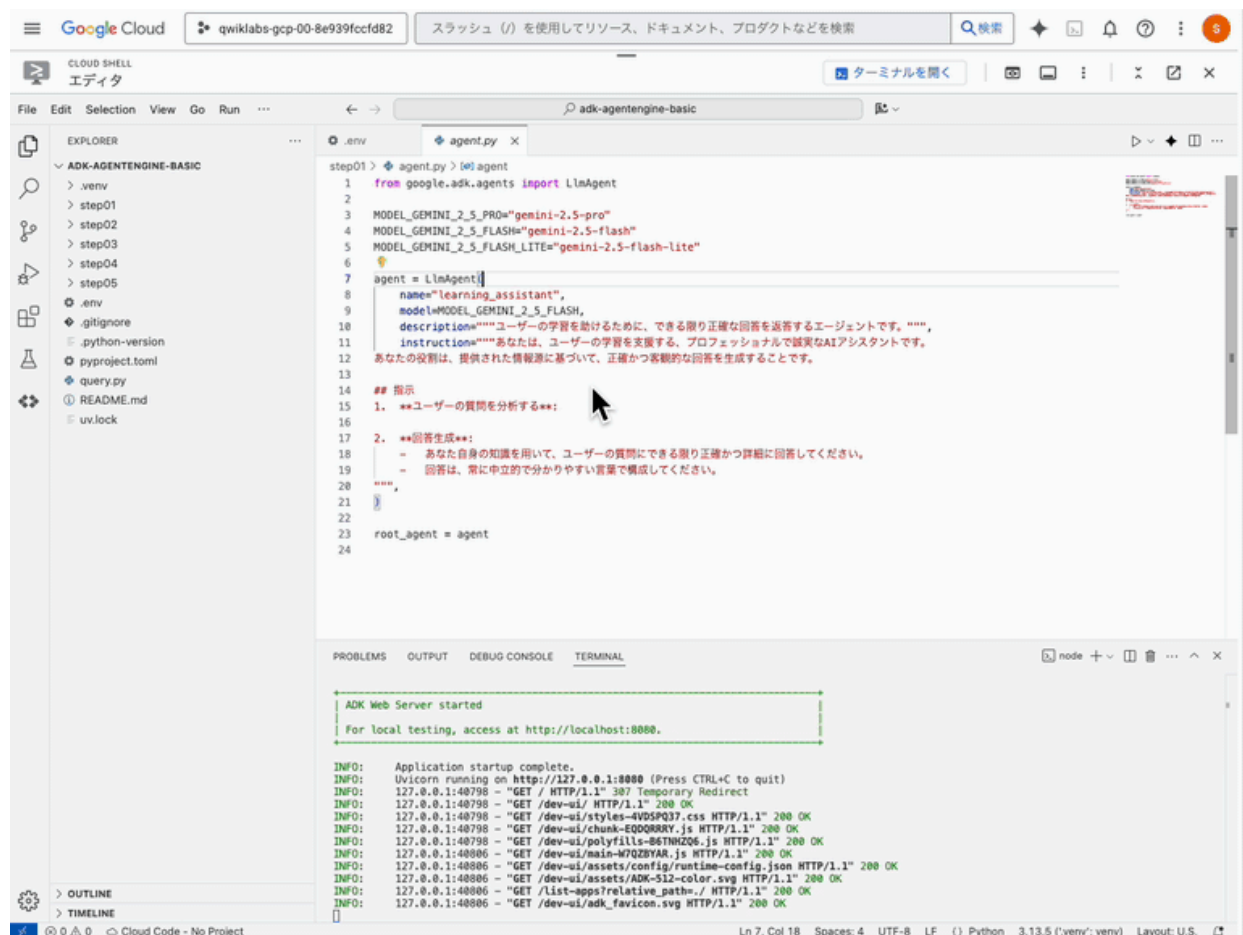 Google Cloud
qwiklabs-gcp-00-8e939fccfd82
スラッシュ（/）を使用してリソース、ドキュメント、プロダクトなどを検索
検索
S
CLOUD SHELL
エディタ
ターミナルを開く
File Edit Selection View Go Run ···
adk-agentengine-basic
EXPLORER
ADK-AGENTENGINE-BASIC
.venv
step01
step02
step03
step04
step05
.env
.gitignore
.python-version
pyproject.toml
query.py
README.md
uv.lock
OUTLINE
TIMELINE
.env
agent.py
step01 > agent.py > agent
1 from google.adk.agents import LlmAgent
2
3 MODEL_GEMINI_2_5_PRO="gemini-2.5-pro"
4 MODEL_GEMINI_2_5_FLASH="gemini-2.5-flash"
5 MODEL_GEMINI_2_5_FLASH_LITE="gemini-2.5-flash-lite"
6
7 agent = LlmAgent(
8 name="learning_assistant",
9 model=MODEL_GEMINI_2_5_FLASH,
10 description="""ユーザーの学習を助けるために、できる限り正確な回答を返答するエージェントです。""",
11 instruction="""あなたは、ユーザーの学習を支援する、プロフェッショナルで誠実なAIアシスタントです。
12 あなたの役割は、提供された情報源に基づいて、正確かつ客観的な回答を生成することです。
13
14 ## 指示
15 1. **ユーザーの質問を分析する**:
16
17 2. **回答生成**:
18 - あなた自身の知識を用いて、ユーザーの質問にできる限り正確かつ詳細に回答してください。
19 - 回答は、常に中立的で分かりやすい言葉で構成してください。
20 """,
21 )
22
23 root_agent = agent
24
PROBLEMS OUTPUT DEBUG CONSOLE TERMINAL
node
ADK Web Server started
For local testing, access at http://localhost:8080.
INFO: Application startup complete.
INFO: Uvicorn running on http://127.0.0.1:8080 (Press CTRL+C to quit)
INFO: 127.0.0.1:40798 - "GET / HTTP/1.1" 307 Temporary Redirect
INFO: 127.0.0.1:40798 - "GET /dev-ui/ HTTP/1.1" 200 OK
INFO: 127.0.0.1:40798 - "GET /dev-ui/styles-4VDSPQ37.css HTTP/1.1" 200 OK
INFO: 127.0.0.1:40798 - "GET /dev-ui/chunk-EQDQRRRY.js HTTP/1.1" 200 OK
INFO: 127.0.0.1:40798 - "GET /dev-ui/polyfills-B6TNHZQ6.js HTTP/1.1" 200 OK
INFO: 127.0.0.1:40806 - "GET /dev-ui/main-W7QZBYAR.js HTTP/1.1" 200 OK
INFO: 127.0.0.1:40806 - "GET /dev-ui/assets/config/runtime-config.json HTTP/1.1" 200 OK
INFO: 127.0.0.1:40806 - "GET /dev-ui/assets/ADK-512-color.svg HTTP/1.1" 200 OK
INFO: 127.0.0.1:40806 - "GET /list-apps?relative_path=./ HTTP/1.1" 200 OK
INFO: 127.0.0.1:40806 - "GET /dev-ui/adk_favicon.svg HTTP/1.1" 200 OK
0 0 Cloud Code - No Project
Ln 7, Col 18 Spaces: 4 UTF-8 LF Python 3.13.5 ('.venv': venv) Layout: U.S.